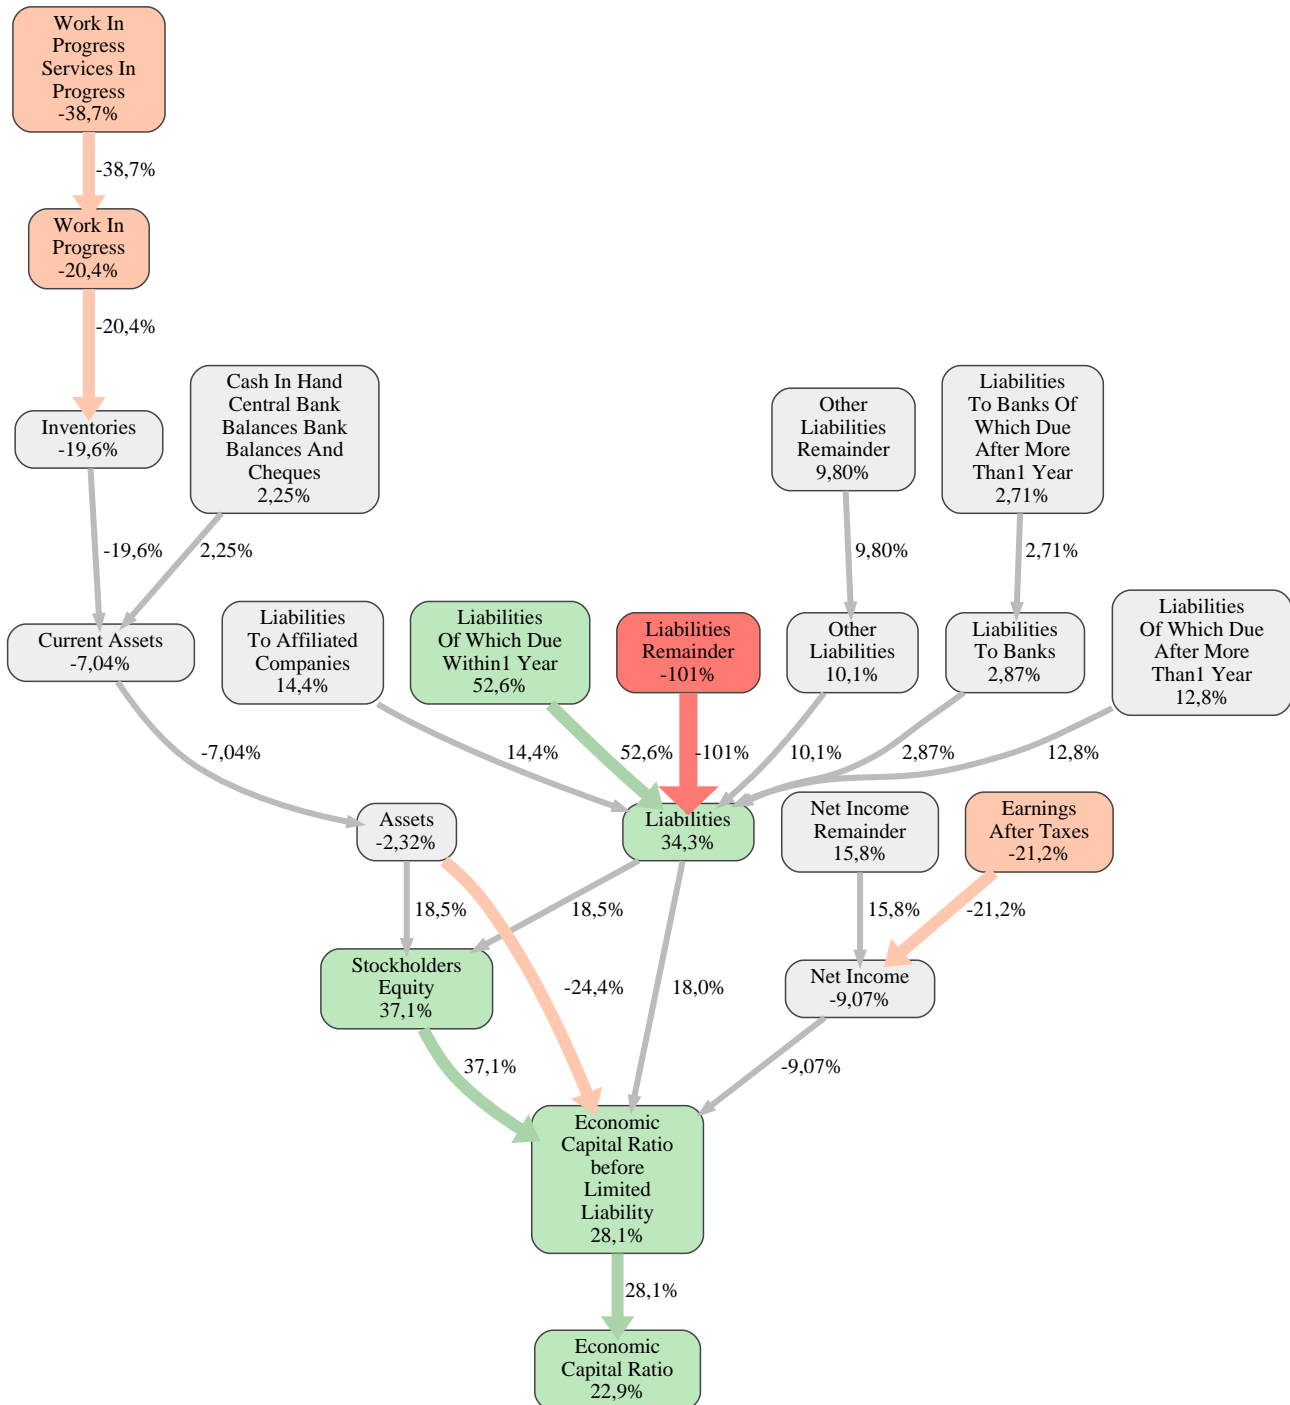 Work In
Progress
Services In
Progress
-38,7%
-38,7%
Work In
Progress
-20,4%
-20,4%
Inventories
-19,6%
Cash In Hand
Central Bank
Balances Bank
Balances And
Cheques
2,25%
Other
Liabilities
Remainder
9,80%
Liabilities
To Banks Of
Which Due
After More
Than1 Year
2,71%
-19,6%
2,25%
9,80%
2,71%
Current Assets
-7,04%
Liabilities
To Affiliated
Companies
14,4%
Liabilities
Of Which Due
Within1 Year
52,6%
Liabilities
Remainder
-101%
Other
Liabilities
10,1%
Liabilities
To Banks
2,87%
Liabilities
Of Which Due
After More
Than1 Year
12,8%
-7,04%
14,4%
52,6%
-101%
10,1%
2,87%
12,8%
Assets
-2,32%
Liabilities
34,3%
Net Income
Remainder
15,8%
Earnings
After Taxes
-21,2%
18,5%
18,5%
15,8%
-21,2%
Stockholders
Equity
37,1%
-24,4%
18,0%
Net Income
-9,07%
37,1%
-9,07%
Economic
Capital Ratio
before
Limited
Liability
28,1%
28,1%
Economic
Capital Ratio
22,9%